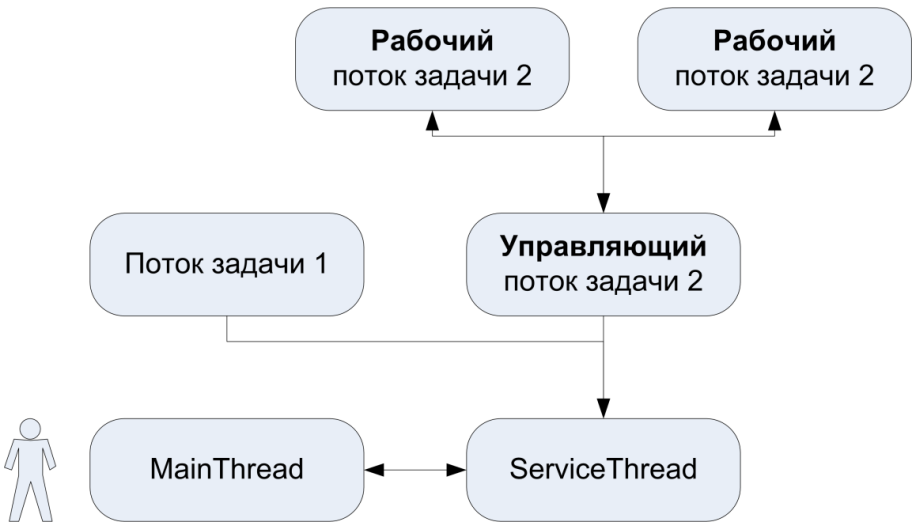 Рабочий
поток задачи 2
Рабочий
поток задачи 2
Поток задачи 1
Управляющий
поток задачи 2
MainThread
ServiceThread